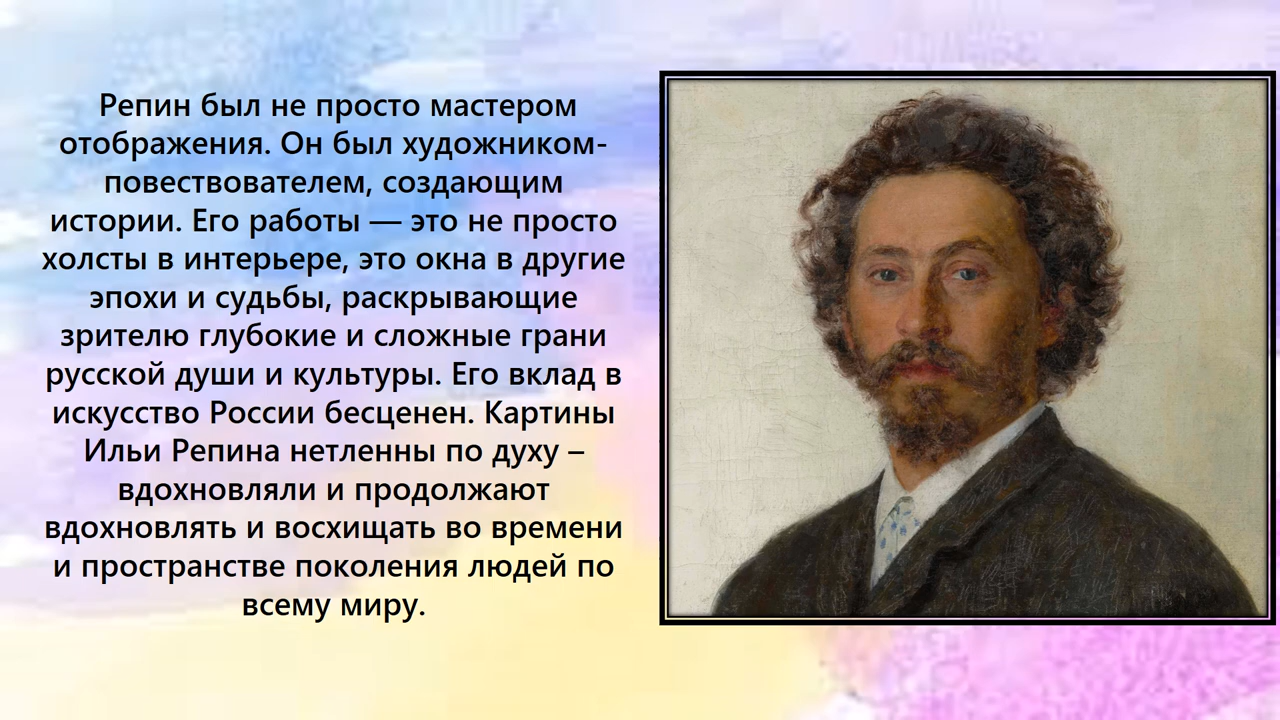 Репин был не просто мастером
отображения. Он был художником-
повествователем, создающим
истории. Его работы — это не просто
холсты в интерьере, это окна в другие
эпохи и судьбы, раскрывающие
зрителю глубокие и сложные грани
русской души и культуры. Его вклад в
искусство России бесценен. Картины
Ильи Репина нетленны по духу –
вдохновляли и продолжают
вдохновлять и восхищать во времени
и пространстве поколения людей по
всему миру.